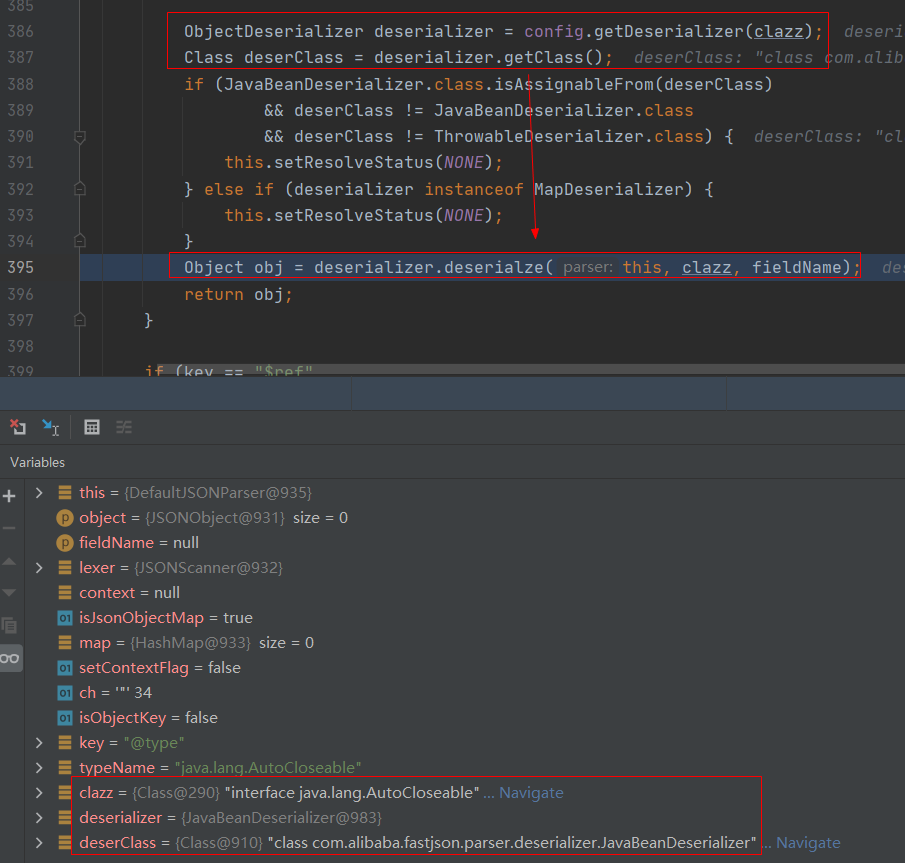 385
386 ObjectDeserializer deserializer = config.getDeserializer(clazz); deseri
387 Class deserClass = deserializer.getClass(); deserClass: "class com.alib
388 if (JavaBeanDeserializer.class.isAssignableFrom(deserClass)
389 && deserClass != JavaBeanDeserializer.class
390 && deserClass != ThrowableDeserializer.class) { deserClass: "cl
391 this.setResolveStatus(NONE);
392 } else if (deserializer instanceof MapDeserializer) {
393 this.setResolveStatus(NONE);
394 }
395 Object obj = deserializer.deserialze( parser: this, clazz, fieldName); des
396 return obj;
397 }
398
399 if (key == "$ref"
Variables
this = {DefaultJSONParser@935}
object = {JSONObject@931} size = 0
fieldName = null
lexer = {JSONScanner@932}
context = null
isJsonObjectMap = true
map = {HashMap@933} size = 0
setContextFlag = false
ch = '"' 34
isObjectKey = false
key = "@type"
typeName = "java.lang.AutoCloseable"
clazz = {Class@290} "interface java.lang.AutoCloseable" ... Navigate
deserializer = {JavaBeanDeserializer@983}
deserClass = {Class@910} "class com.alibaba.fastjson.parser.deserializer.JavaBeanDeserializer" ... Navigate